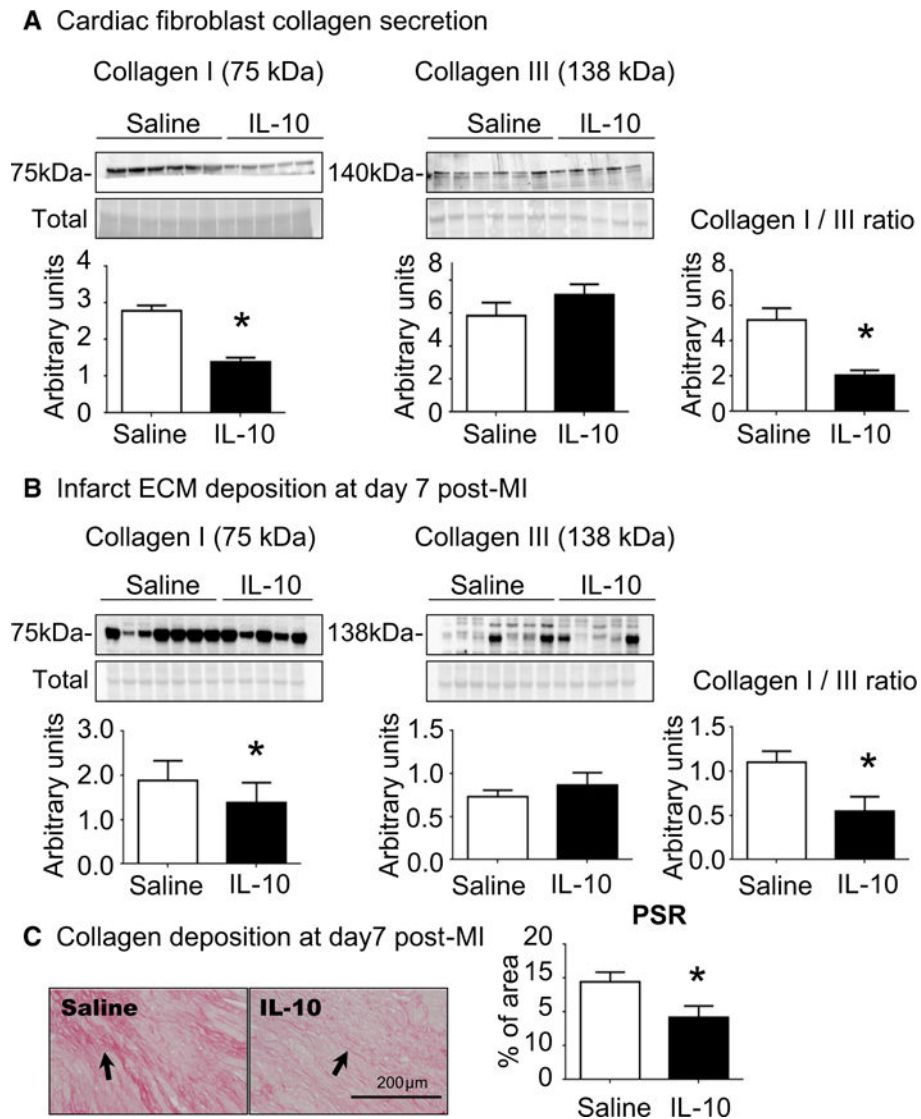 A Cardiac fibroblast collagen secretion
Collagen I (75 kDa)
Saline IL-10
75kDa-
Total
Arbitrary units
4
3
2
1
0
*
Saline IL-10
Collagen III (138 kDa)
Saline IL-10
140kDa-
Arbitrary units
8
6
4
2
0
Saline IL-10
Collagen I / III ratio
Arbitrary units
8
6
4
2
0
*
Saline IL-10
B Infarct ECM deposition at day 7 post-MI
Collagen I (75 kDa)
Saline IL-10
75kDa-
Total
Arbitrary units
3.0
2.0
1.0
0.0
*
Saline IL-10
Collagen III (138 kDa)
Saline IL-10
138kDa-
Arbitrary units
1.5
1.0
0.5
0.0
Saline IL-10
Collagen I / III ratio
Arbitrary units
1.5
1.0
0.5
0.0
*
Saline IL-10
C Collagen deposition at day7 post-MI
Saline
IL-10
200µm
PSR
% of area
20
15
10
5
0
*
Saline IL-10